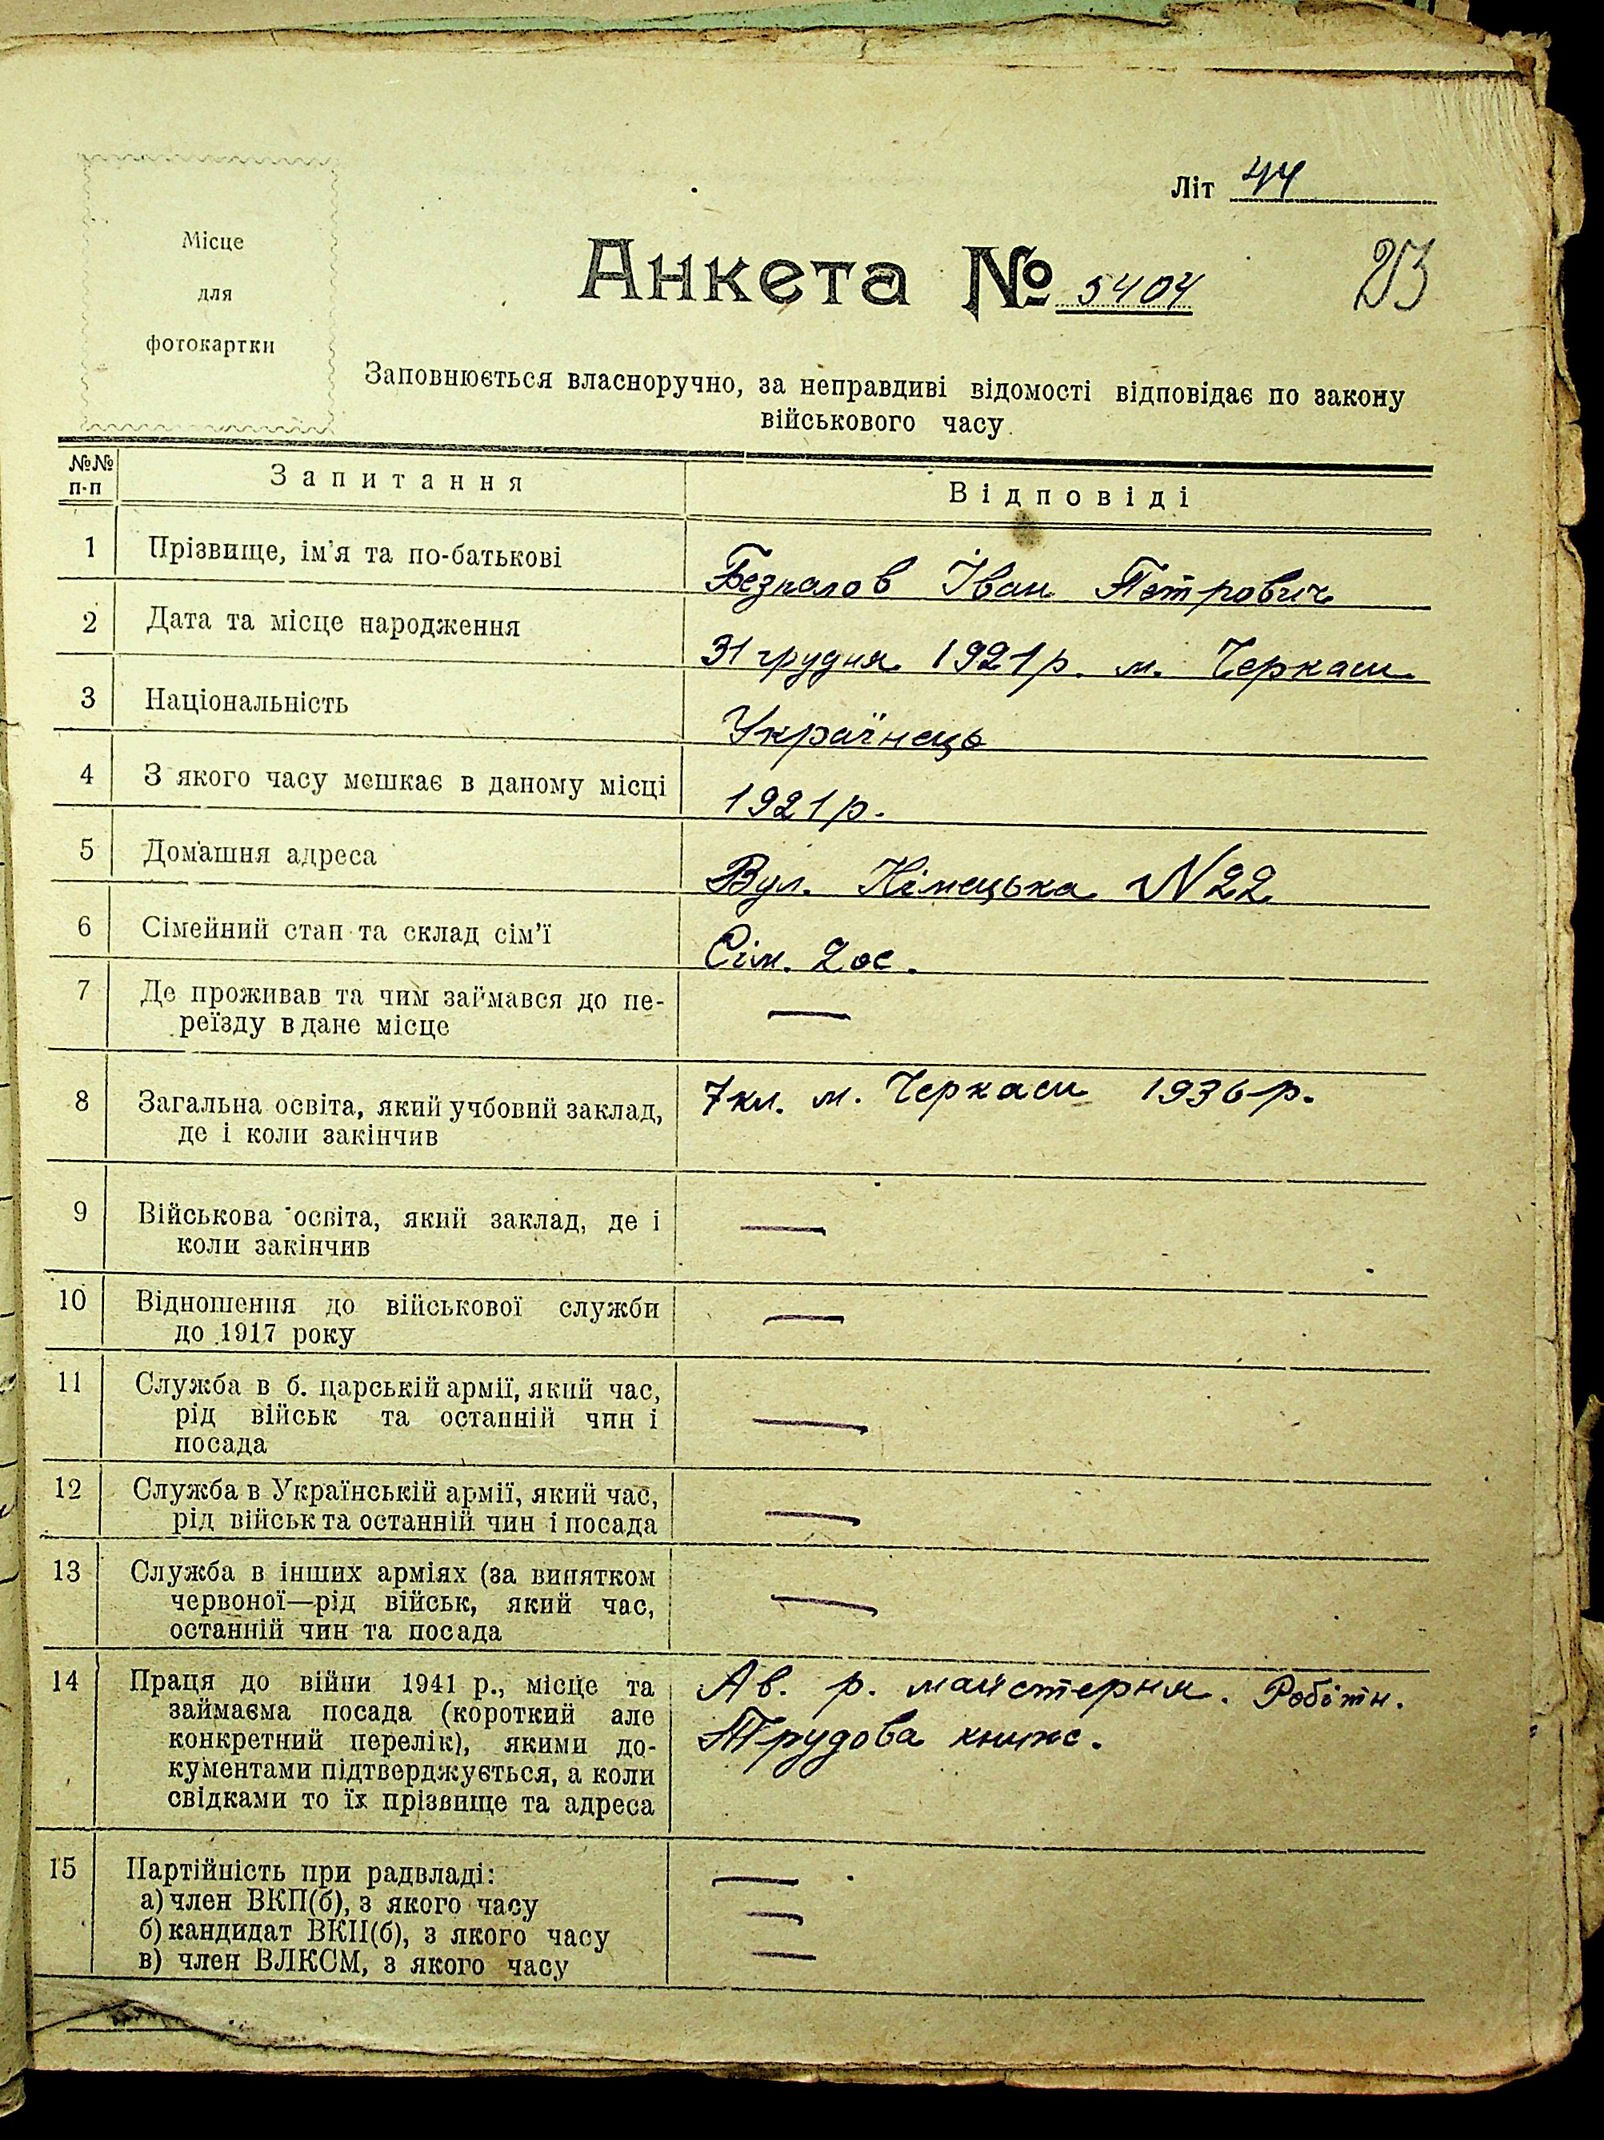 Літ 44
Місце
для
фотокартки
Анкета № 5404
213
Заповнюється власноручно, за неправдиві відомості відповідає по закону
військового часу
№№ п-п Запитання Відповіді
1 Прізвище, ім'я та по-батькові Безпалов Іван Петрович
2 Дата та місце народження 31 грудня 1921 р. м. Черкаси
3 Національність Українець
4 З якого часу мешкає в даному місці 1921 р.
5 Домашня адреса Вул. Німецька N 22
6 Сімейний стан та склад сім'ї Сім. 2 ос.
7 Де проживав та чим займався до пе-
реїзду в дане місце —
8 Загальна освіта, який учбовий заклад, 7 кл. м. Черкаси 1936 р.
де і коли закінчив
9 Військова освіта, який заклад, де і
коли закінчив —
10 Відношення до військової служби
до 1917 року —
11 Служба в б. царській армії, який час,
рід військ та останній чин і —
посада
12 Служба в Українській армії, який час,
рід військ та останній чин і посада —
13 Служба в інших арміях (за винятком
червоної—рід військ, який час, —
останній чин та посада
14 Праця до війни 1941 р., місце та Ав. р. майстерня. Робітн.
займаєма посада (короткий але
конкретний перелік), якими до- Трудова книж.
кументами підтверджується, а коли
свідками то їх прізвище та адреса
15 Партійність при радвладі: —
а) член ВКП(б), з якого часу —
б) кандидат ВКП(б), з якого часу —
в) член ВЛКСМ, з якого часу